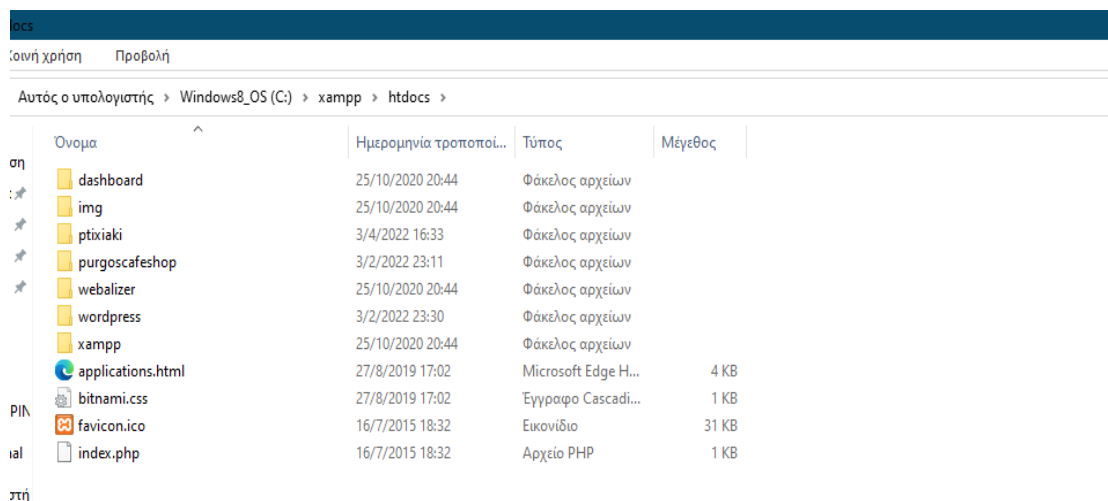 docs
Κοινή χρήση Προβολή
Αυτός ο υπολογιστής › Windows8_OS (C:) › xampp › htdocs ›
Όνομα Ημερομηνία τροποποί... Τύπος Μέγεθος
dashboard 25/10/2020 20:44 Φάκελος αρχείων
img 25/10/2020 20:44 Φάκελος αρχείων
ptixiaki 3/4/2022 16:33 Φάκελος αρχείων
purgoscafeshop 3/2/2022 23:11 Φάκελος αρχείων
webalizer 25/10/2020 20:44 Φάκελος αρχείων
wordpress 3/2/2022 23:30 Φάκελος αρχείων
xampp 25/10/2020 20:44 Φάκελος αρχείων
applications.html 27/8/2019 17:02 Microsoft Edge H... 4 KB
bitnami.css 27/8/2019 17:02 Έγγραφο Cascadi... 1 KB
favicon.ico 16/7/2015 18:32 Εικονίδιο 31 KB
index.php 16/7/2015 18:32 Αρχείο PHP 1 KB